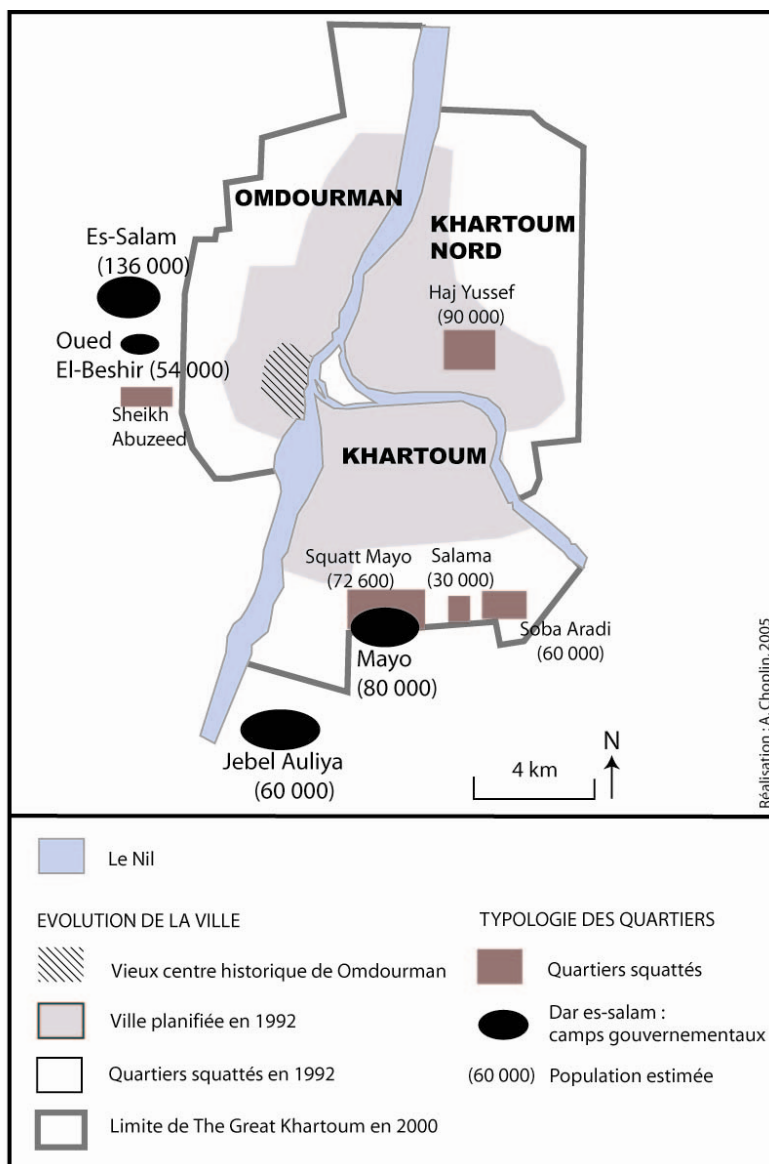 OMDOURMAN
KHARTOUM
NORD
Es-Salam
(136 000)
Haj Yussef
(90 000)
Oued
El-Beshir (54 000)
Sheikh
Abuzeed
KHARTOUM
Squatt Mayo
(72 600)
Salama
(30 000)
Soba Aradi
(60 000)
Mayo
(80 000)
Jebel Auliya
(60 000)
4 km
N
Réalisation : A. Choplin, 2005
Le Nil
EVOLUTION DE LA VILLE
Vieux centre historique de Omdourman
Ville planifiée en 1992
Quartiers squattés en 1992
Limite de The Great Khartoum en 2000
TYPOLOGIE DES QUARTIERS
Quartiers squattés
Dar es-salam :
camps gouvernementaux
(60 000) Population estimée